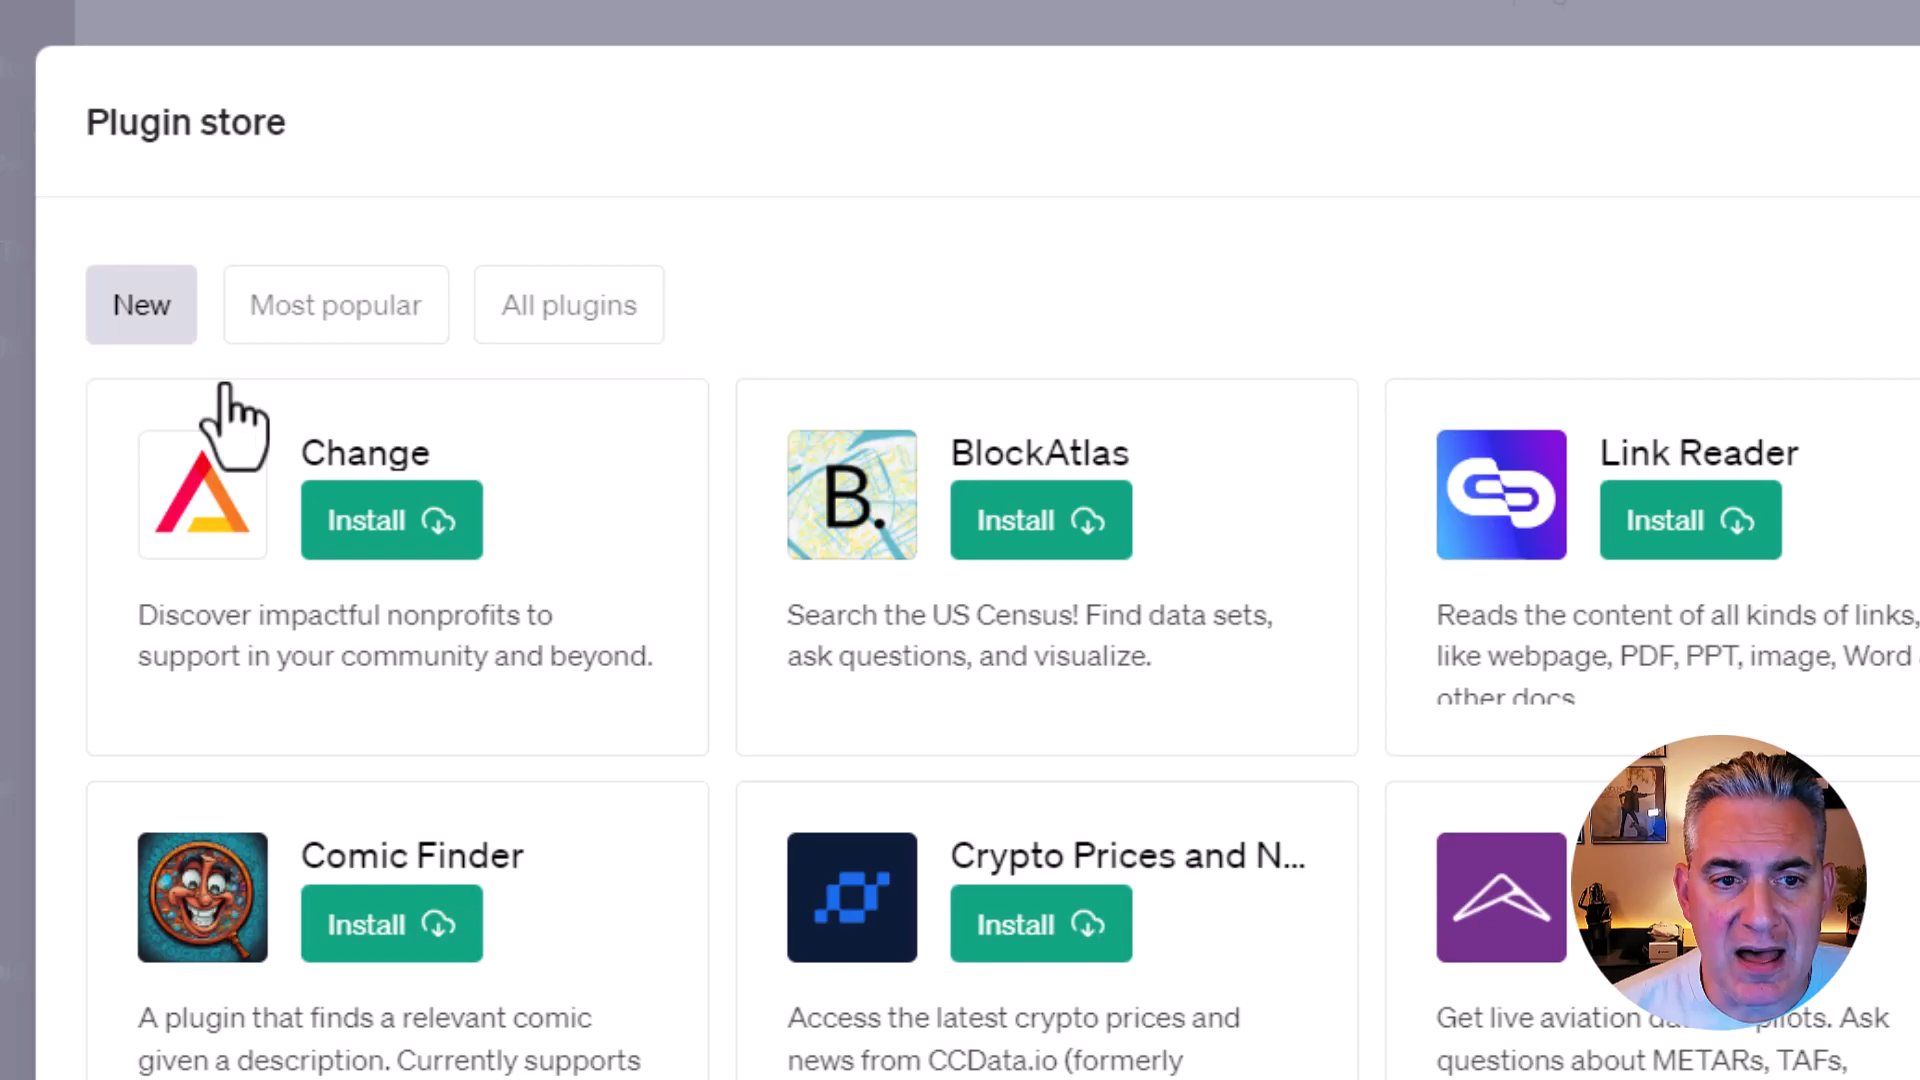 Plugin store
New
Most popular
All plugins
Change
Install
Discover impactful nonprofits to
support in your community and beyond.
BlockAtlas
B.
Install
Search the US Census! Find data sets,
ask questions, and visualize.
Link Reader
Install
Reads the content of all kinds of links,
like webpage, PDF, PPT, image, Word
other docs
Comic Finder
Install
A plugin that finds a relevant comic
given a description. Currently supports
Crypto Prices and N...
Install
Access the latest crypto prices and
news from CCData.io (formerly
Get live aviation pilots. Ask
questions about METARs, TAFs,